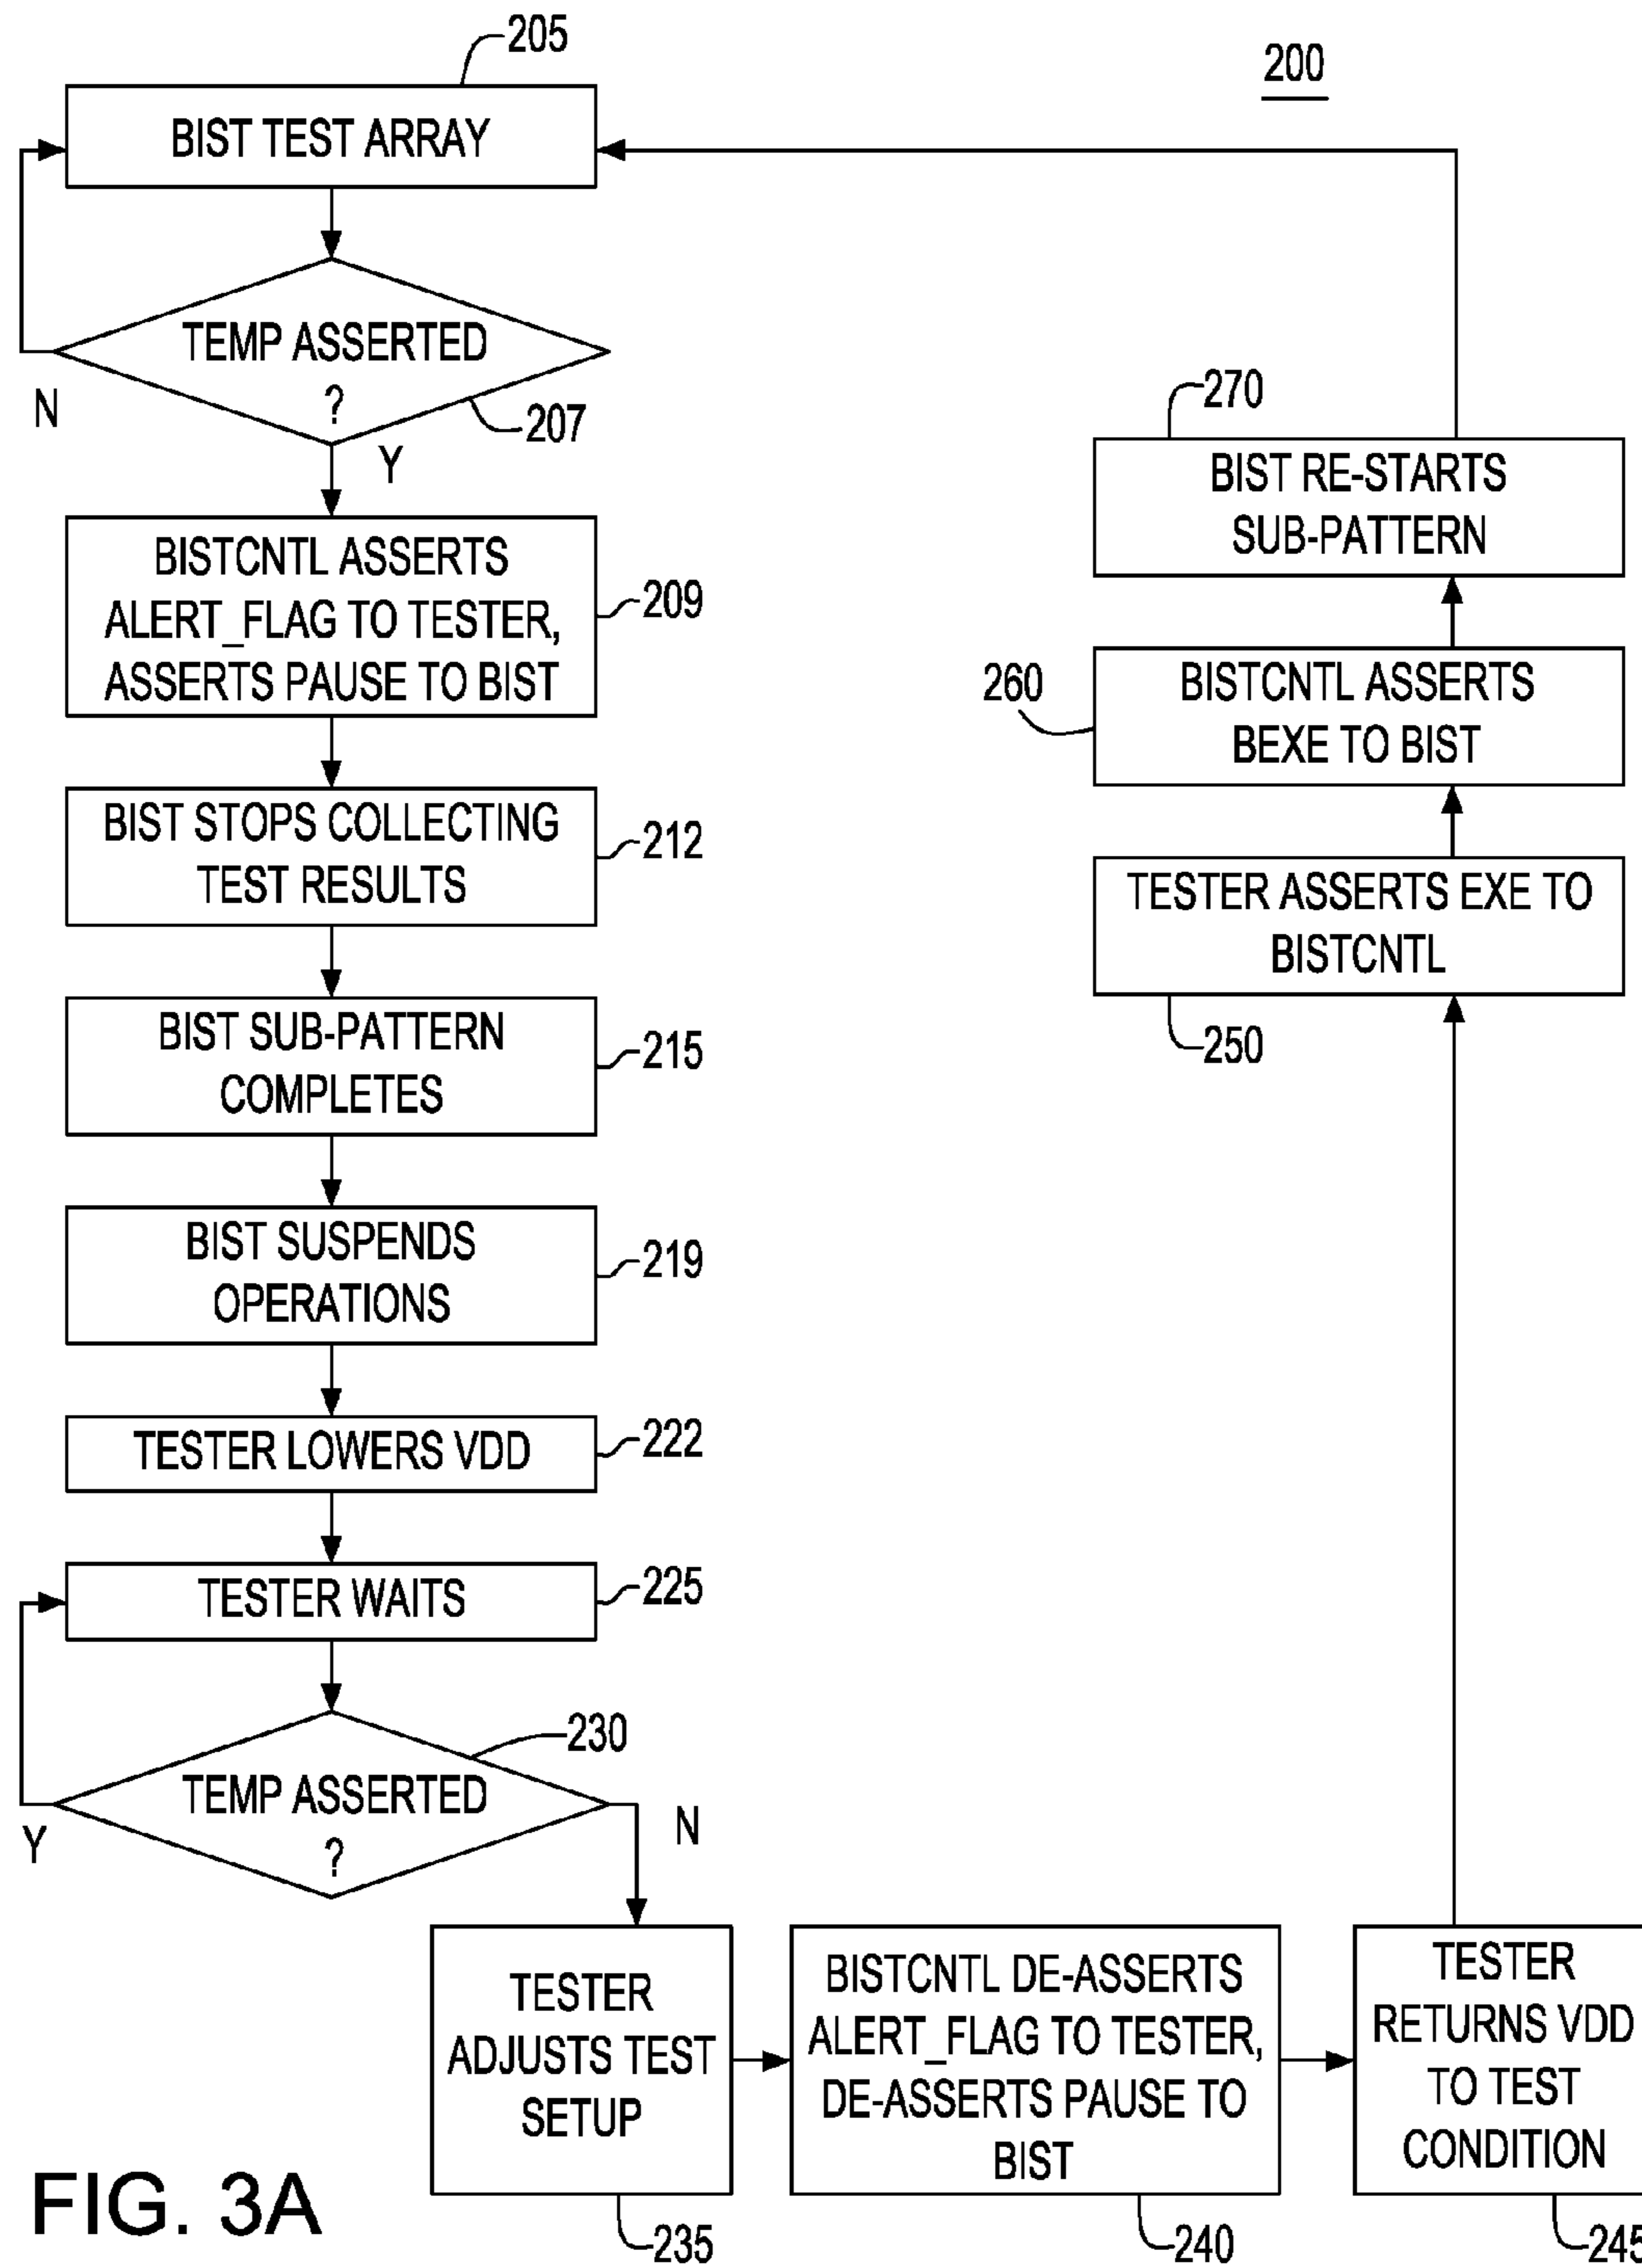 205
200
BIST TEST ARRAY
TEMP ASSERTED
?
N
207
Y
BISTCNTL ASSERTS
ALERT_FLAG TO TESTER,
ASSERTS PAUSE TO BIST
209
BIST STOPS COLLECTING
TEST RESULTS
212
BIST SUB-PATTERN
COMPLETES
215
BIST SUSPENDS
OPERATIONS
219
TESTER LOWERS VDD
222
TESTER WAITS
225
TEMP ASSERTED
?
230
Y
N
TESTER
ADJUSTS TEST
SETUP
235
BISTCNTL DE-ASSERTS
ALERT_FLAG TO TESTER,
DE-ASSERTS PAUSE TO
BIST
240
TESTER
RETURNS VDD
TO TEST
CONDITION
245
TESTER ASSERTS EXE TO
BISTCNTL
250
BISTCNTL ASSERTS
BEXE TO BIST
260
BIST RE-STARTS
SUB-PATTERN
270
FIG. 3A